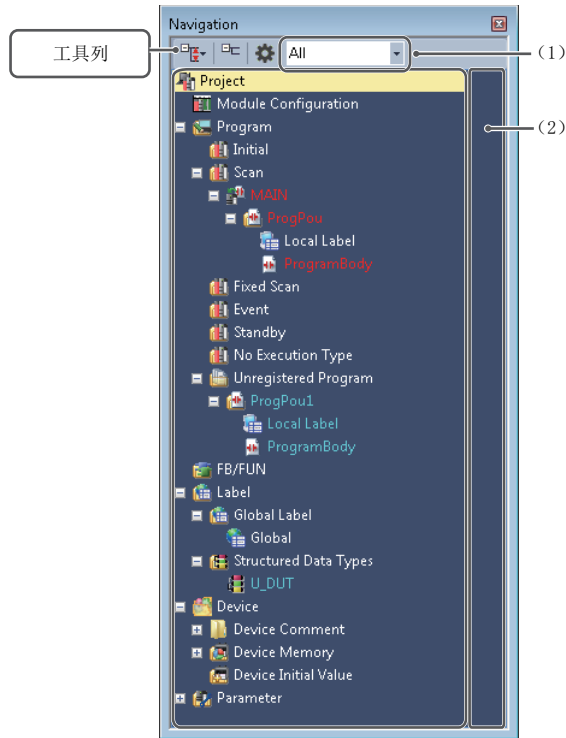 Navigation
工具列
All
(1)
Project
Module Configuration
Program
(2)
Initial
Scan
MAIN
ProgPou
Local Label
ProgramBody
Fixed Scan
Event
Standby
No Execution Type
Unregistered Program
ProgPou1
Local Label
ProgramBody
FB/FUN
Label
Global Label
Global
Structured Data Types
U_DUT
Device
Device Comment
Device Memory
Device Initial Value
Parameter